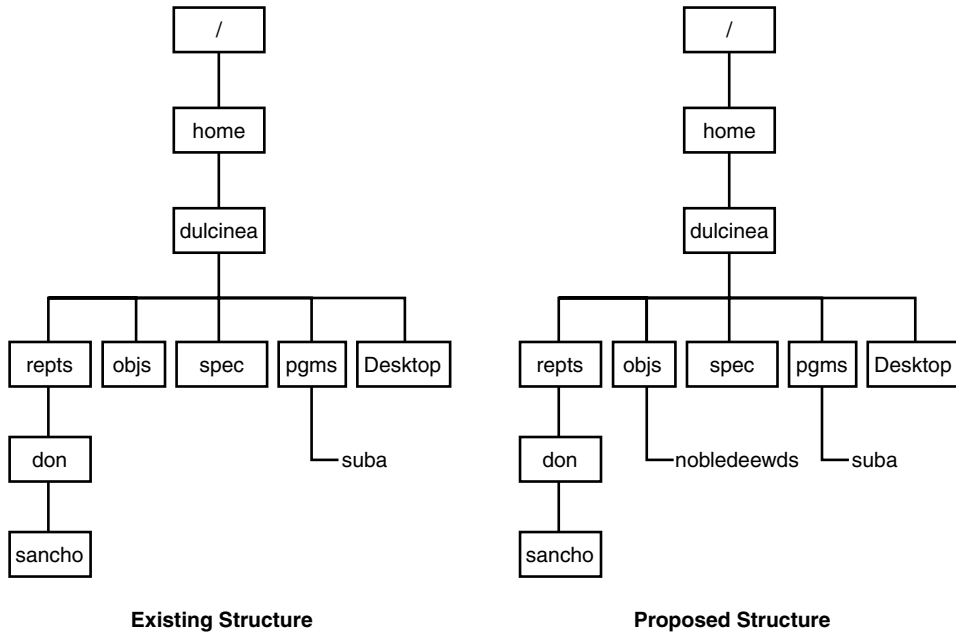 /
/
home
home
dulcinea
dulcinea
repts objs spec pgms Desktop
repts objs spec pgms Desktop
don suba
don nobledeewds suba
sancho
sancho
Existing Structure
Proposed Structure